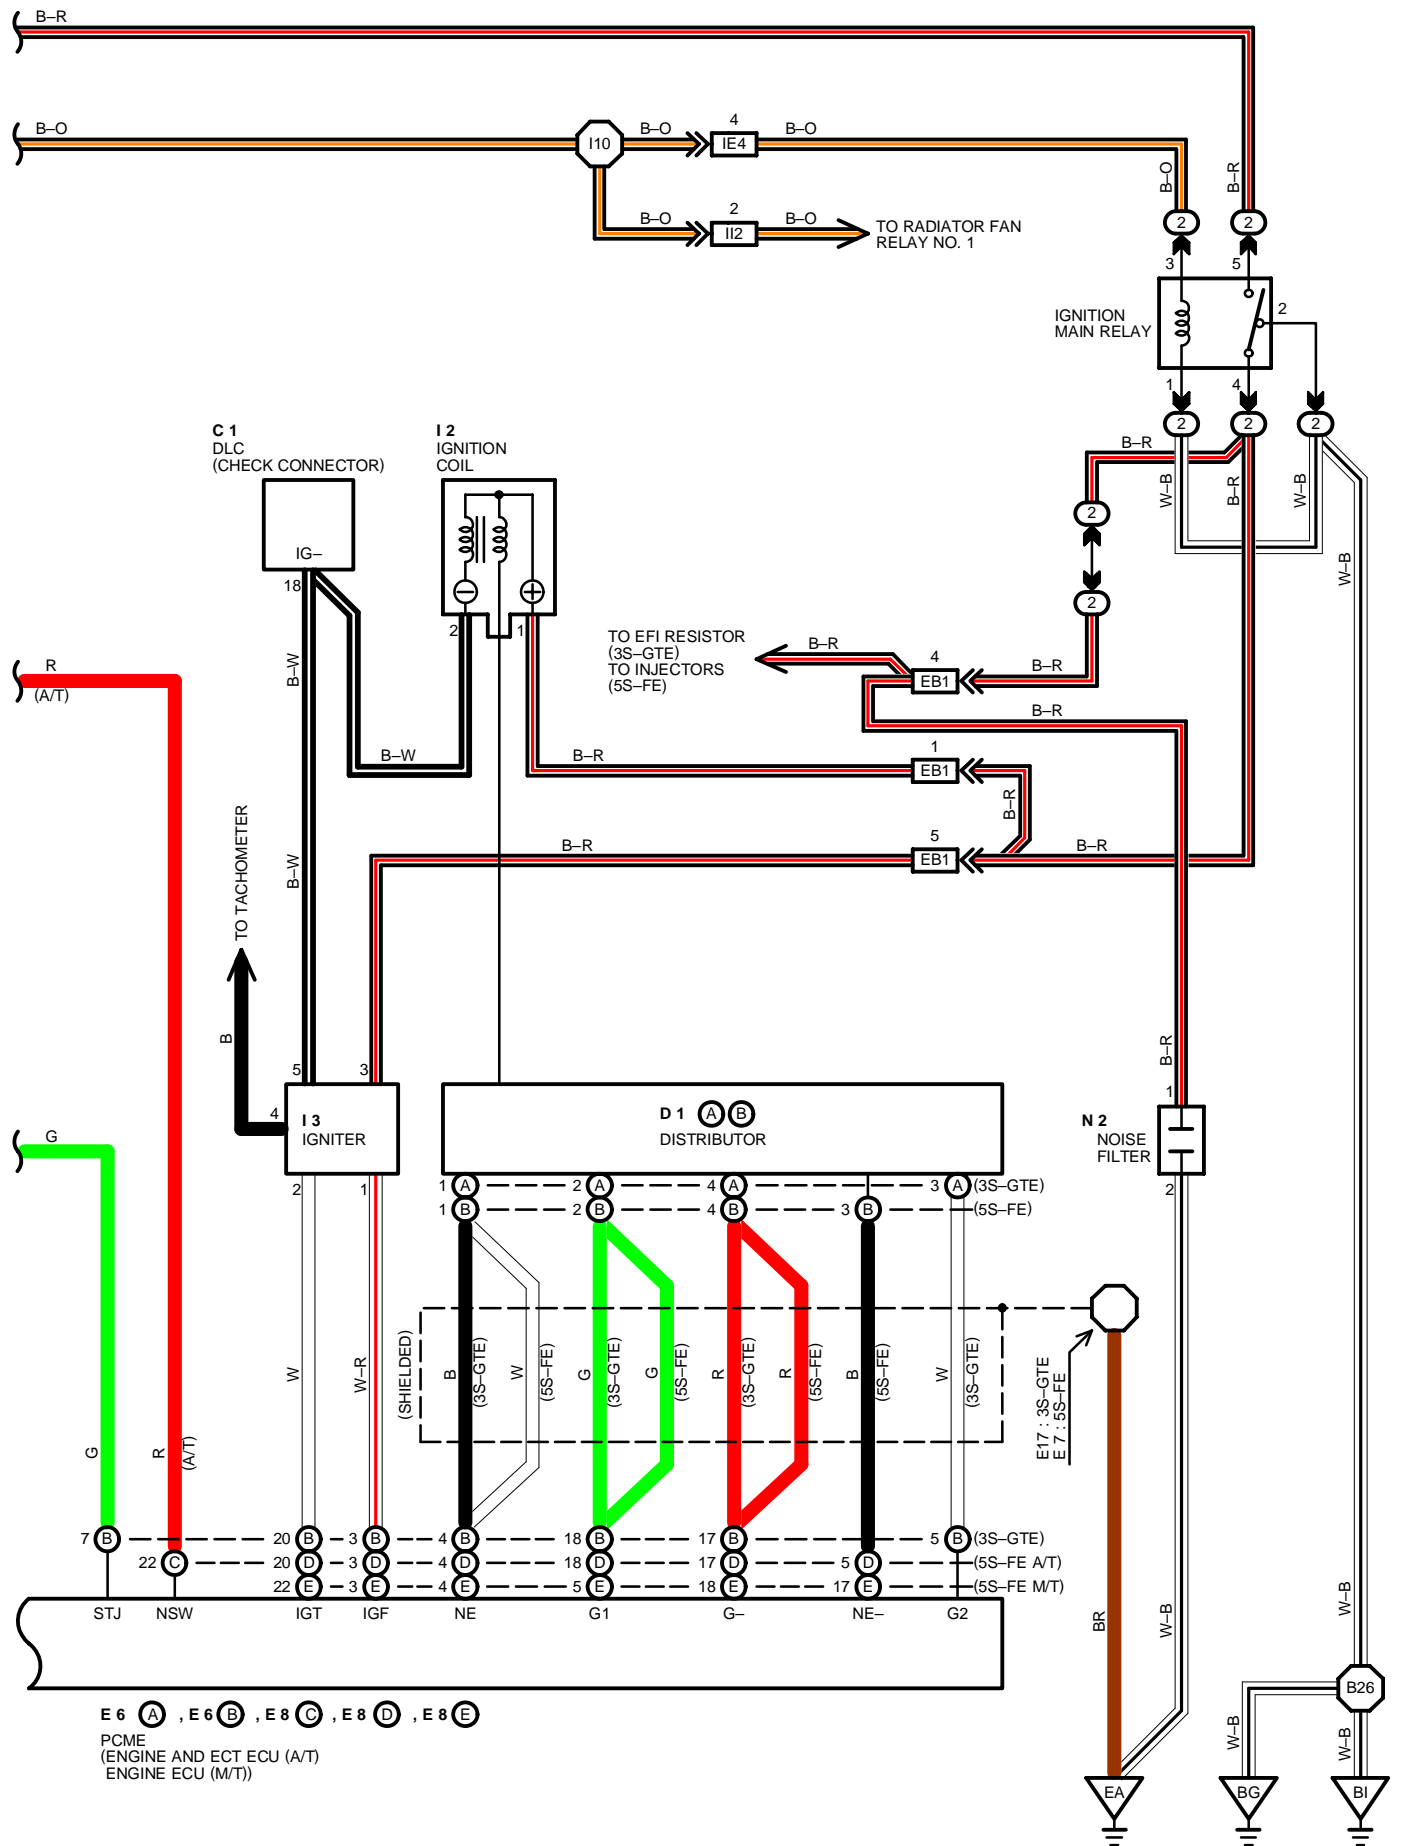 B–R
B–O
I10
B–O
4
IE4
B–O
B–O
2
II2
B–O
TO RADIATOR FAN
RELAY NO. 1
B–O
B–R
2
2
3
5
IGNITION
MAIN RELAY
2
1
4
2
2
2
C 1
DLC
(CHECK CONNECTOR)
IG–
18
I 2
IGNITION
COIL
2
1
B–R
W–B
B–R
W–B
W–B
2
2
TO EFI RESISTOR
(3S–GTE)
TO INJECTORS
(5S–FE)
B–R
4
EB1
B–R
B–R
R
(A/T)
B–W
B–W
B–R
1
EB1
B–R
TO TACHOMETER
B–W
B–R
5
EB1
B–R
B
B–R
5
3
4
I 3
IGNITER
2
1
D 1 A B
DISTRIBUTOR
N 2
NOISE
FILTER
1
2
G
1 A 2 A 4 A 3 A (3S–GTE)
1 B 2 B 4 B 3 B (5S–FE)
G
R
(A/T)
W
W–R
(SHIELDED)
B
(3S–GTE)
W
(5S–FE)
G
(3S–GTE)
G
(5S–FE)
R
(3S–GTE)
R
(5S–FE)
B
(5S–FE)
W
(3S–GTE)
E17 : 3S–GTE
E 7 : 5S–FE
7 B 20 B 3 B 4 B 18 B 17 B 5 B (3S–GTE)
22 C 20 D 3 D 4 D 18 D 17 D 5 D (5S–FE A/T)
22 E 3 E 4 E 5 E 18 E 17 E (5S–FE M/T)
STJ NSW IGT IGF NE G1 G– NE– G2
BR
W–B
W–B
B26
W–B
W–B
E 6 A , E 6 B , E 8 C , E 8 D , E 8 E
PCME
(ENGINE AND ECT ECU (A/T)
ENGINE ECU (M/T))
EA
BG
BI